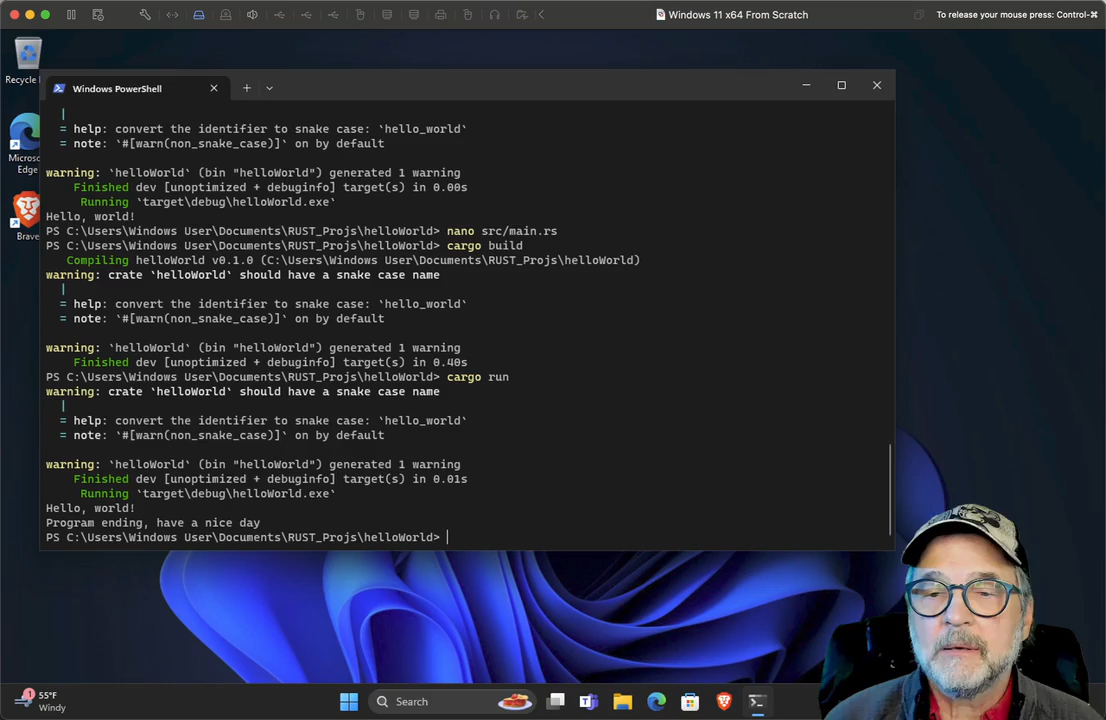 Windows 11 x64 From Scratch
To release your mouse press: Control-⌘
Recycle
Windows PowerShell
|
= help: convert the identifier to snake case: `hello_world`
= note: `#[warn(non_snake_case)]` on by default
warning: `helloWorld` (bin "helloWorld") generated 1 warning
Finished dev [unoptimized + debuginfo] target(s) in 0.00s
Running `target\debug\helloWorld.exe`
Hello, world!
PS C:\Users\Windows User\Documents\RUST_Projs\helloWorld> nano src/main.rs
PS C:\Users\Windows User\Documents\RUST_Projs\helloWorld> cargo build
Compiling helloWorld v0.1.0 (C:\Users\Windows User\Documents\RUST_Projs\helloWorld)
warning: crate `helloWorld` should have a snake case name
|
= help: convert the identifier to snake case: `hello_world`
= note: `#[warn(non_snake_case)]` on by default
warning: `helloWorld` (bin "helloWorld") generated 1 warning
Finished dev [unoptimized + debuginfo] target(s) in 0.40s
PS C:\Users\Windows User\Documents\RUST_Projs\helloWorld> cargo run
warning: crate `helloWorld` should have a snake case name
|
= help: convert the identifier to snake case: `hello_world`
= note: `#[warn(non_snake_case)]` on by default
warning: `helloWorld` (bin "helloWorld") generated 1 warning
Finished dev [unoptimized + debuginfo] target(s) in 0.01s
Running `target\debug\helloWorld.exe`
Hello, world!
Program ending, have a nice day
PS C:\Users\Windows User\Documents\RUST_Projs\helloWorld>
Micros
Edge
Brave
1
55°F
Windy
Search